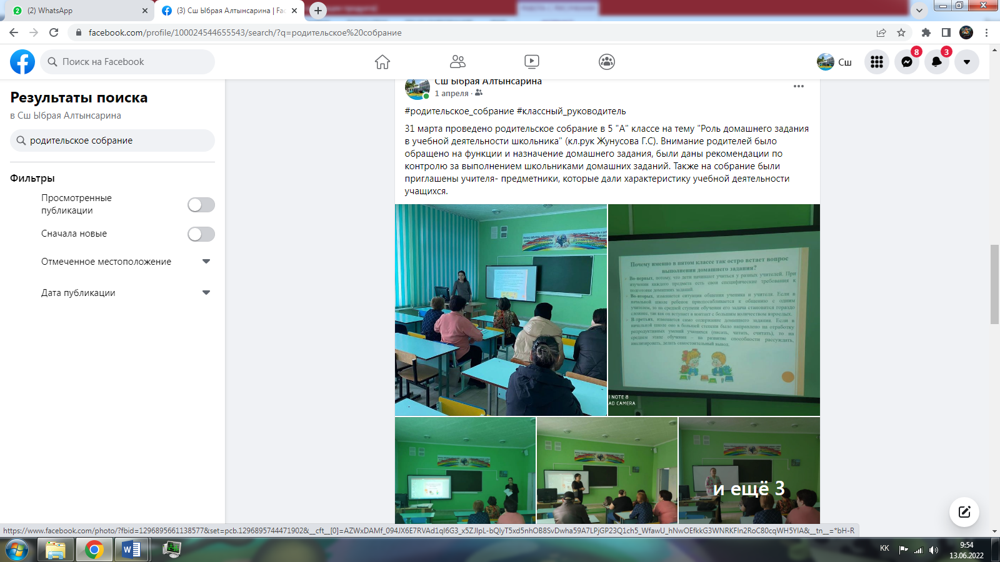 (2) WhatsApp
(3) Сш Ыбрая Алтынсарина | Fac
facebook.com/profile/100024544655543/search/?q=родительское%20собрание
Поиск на Facebook
Сш
8
3
Результаты поиска
в Сш Ыбрая Алтынсарина
родительское собрание
Фильтры
Просмотренные
публикации
Сначала новые
Отмеченное местоположение
Дата публикации
Сш Ыбрая Алтынсарина
1 апреля ·
#родительское_собрание #классный_руководитель
31 марта проведено родительское собрание в 5 "А" классе на тему "Роль домашнего задания
в учебной деятельности школьника" (кл.рук Жунусова Г.С). Внимание родителей было
обращено на функции и назначение домашнего задания, были даны рекомендации по
контролю за выполнением школьниками домашних заданий. Также на собрание были
приглашены учителя- предметники, которые дали характеристику учебной деятельности
учащихся.
Почему именно в пятом классе так остро встает вопрос
выполнения домашнего задания?
Во-первых, потому, что дети начинают учиться у разных учителей. При
изучении каждого предмета есть свои специфические требования к
подготовке домашних заданий.
Во-вторых, изменяется ситуация общения ученика и учителя. Если в
начальной школе ребенок приспосабливается к общению с одним
учителем, то на средней ступени обучения его задача становится гораздо
сложнее, так как он вступает в контакт с большим количеством взрослых.
В-третьих, изменяется само содержание домашнего задания. Если в
начальной школе оно в большей степени было направлено на отработку
репродуктивных умений учащихся (писать, читать, считать), то на
среднем этапе обучения - на развитие способности рассуждать,
анализировать, делать самостоятельный вывод.
I NOTE 8
AD CAMERA
и ещё 3
https://www.facebook.com/photo/?fbid=1296895661138577&set=pcb.1296895744471902&__cft__[0]=AZWxDAMf_094JX6E7RVAd1ql6G3_x5ZJIpL-bQlyT5xd5nhOB8SvDwha59A7LPjGP23Q1ch5_WfawU_hNwOEfkkG3WNRKFln2RoC80cqWH5YlA&__tn__=*bH-R
KK
9:54
13.06.2022